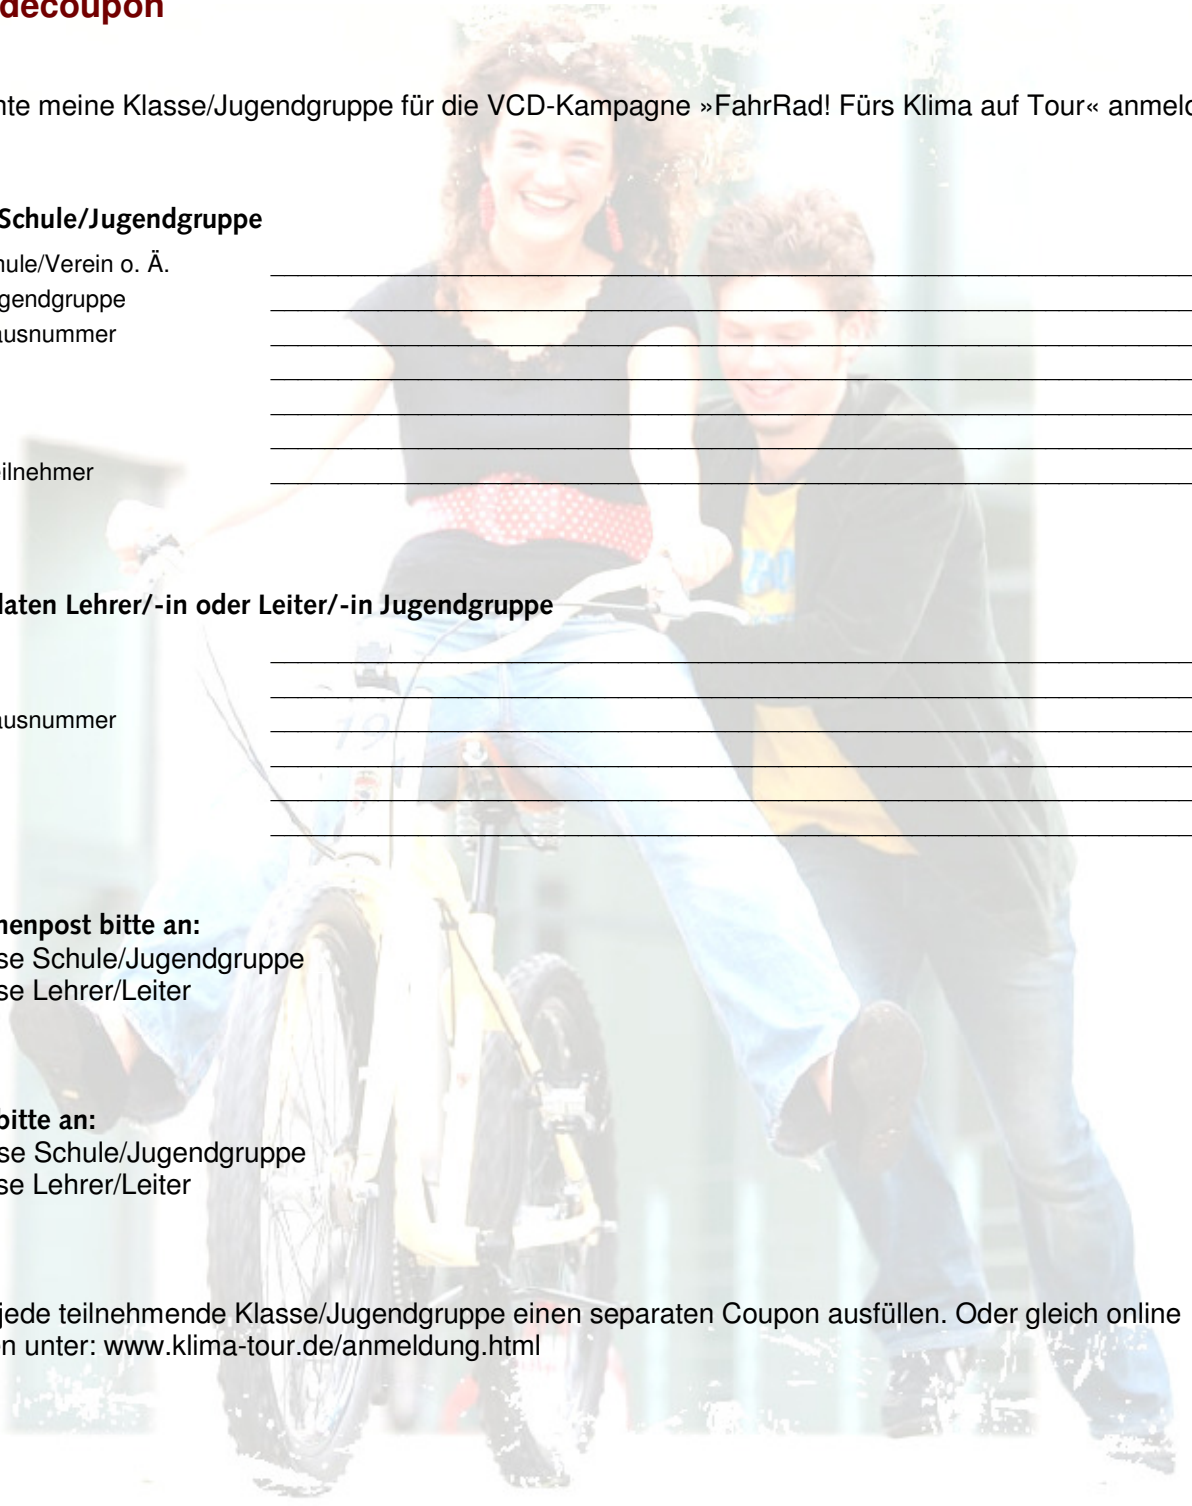 decoupon
nte meine Klasse/Jugendgruppe für die VCD-Kampagne »FahrRad! Fürs Klima auf Tour« anmeld
Schule/Jugendgruppe
hule/Verein o. Ä.
gendgruppe
ausnummer
eilnehmer
daten Lehrer/-in oder Leiter/-in Jugendgruppe
ausnummer
19
henpost bitte an:
se Schule/Jugendgruppe
se Lehrer/Leiter
bitte an:
se Schule/Jugendgruppe
se Lehrer/Leiter
jede teilnehmende Klasse/Jugendgruppe einen separaten Coupon ausfüllen. Oder gleich online
en unter: www.klima-tour.de/anmeldung.html